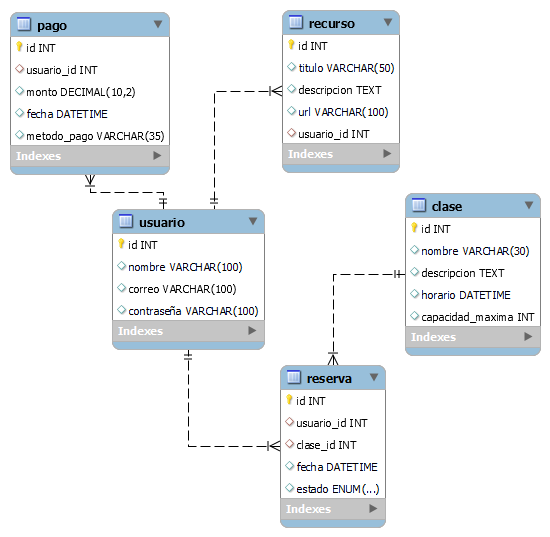 pago
id INT
usuario_id INT
monto DECIMAL(10,2)
fecha DATETIME
metodo_pago VARCHAR(35)
Indexes
recurso
id INT
titulo VARCHAR(50)
descripcion TEXT
url VARCHAR(100)
usuario_id INT
Indexes
usuario
id INT
nombre VARCHAR(100)
correo VARCHAR(100)
contraseña VARCHAR(100)
Indexes
clase
id INT
nombre VARCHAR(30)
descripcion TEXT
horario DATETIME
capacidad_maxima INT
Indexes
reserva
id INT
usuario_id INT
clase_id INT
fecha DATETIME
estado ENUM(...)
Indexes